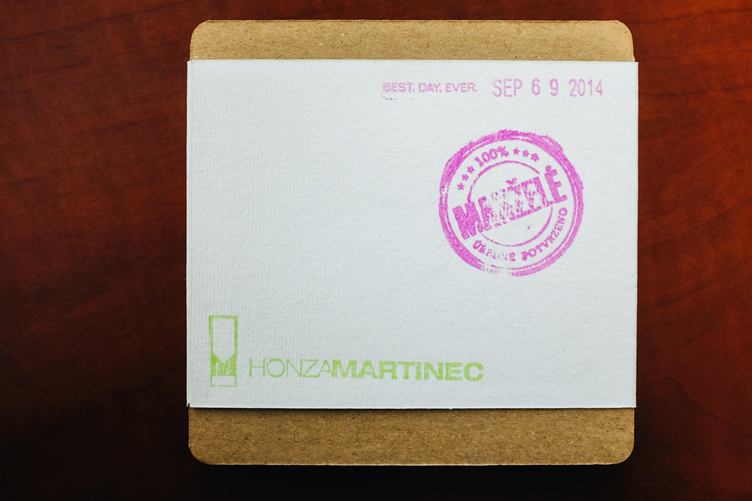 BEST. DAY. EVER. SEP 6 9 2014
100%
MANŽELÉ
ÚŘEDNĚ POTVRZENO
HONZAMARTINEC